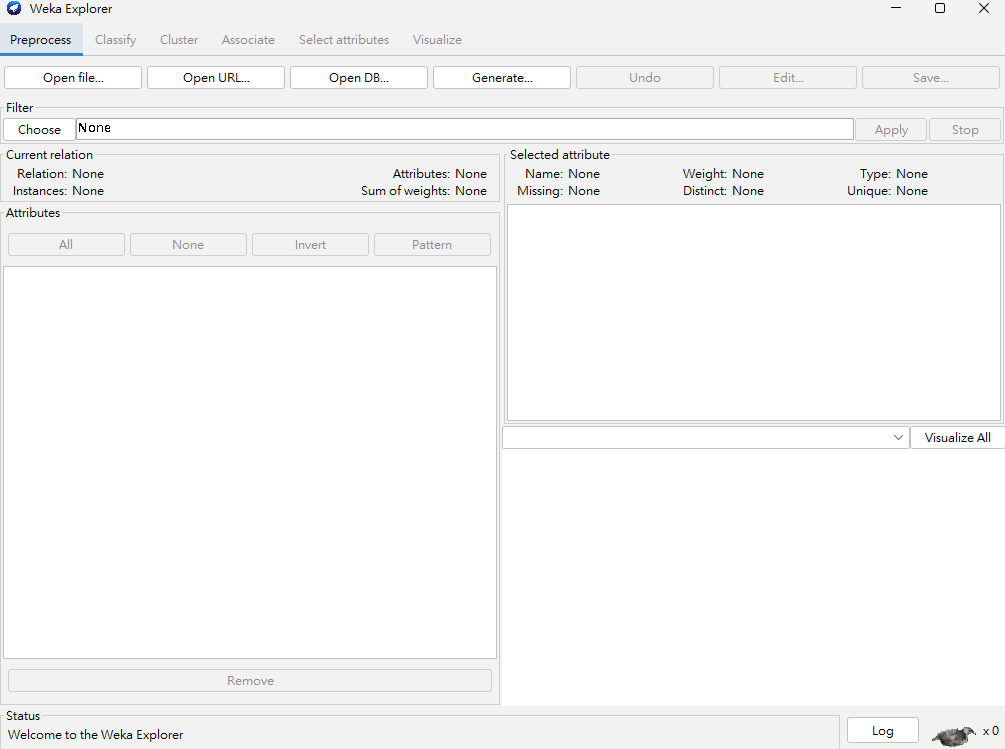 Weka Explorer
Preprocess Classify Cluster Associate Select attributes Visualize
Open file... Open URL... Open DB... Generate... Undo Edit... Save...
Filter
Choose None Apply Stop
Current relation
Relation: None Attributes: None
Instances: None Sum of weights: None
Selected attribute
Name: None Weight: None Type: None
Missing: None Distinct: None Unique: None
Attributes
All None Invert Pattern
Visualize All
Remove
Status
Welcome to the Weka Explorer
Log x 0